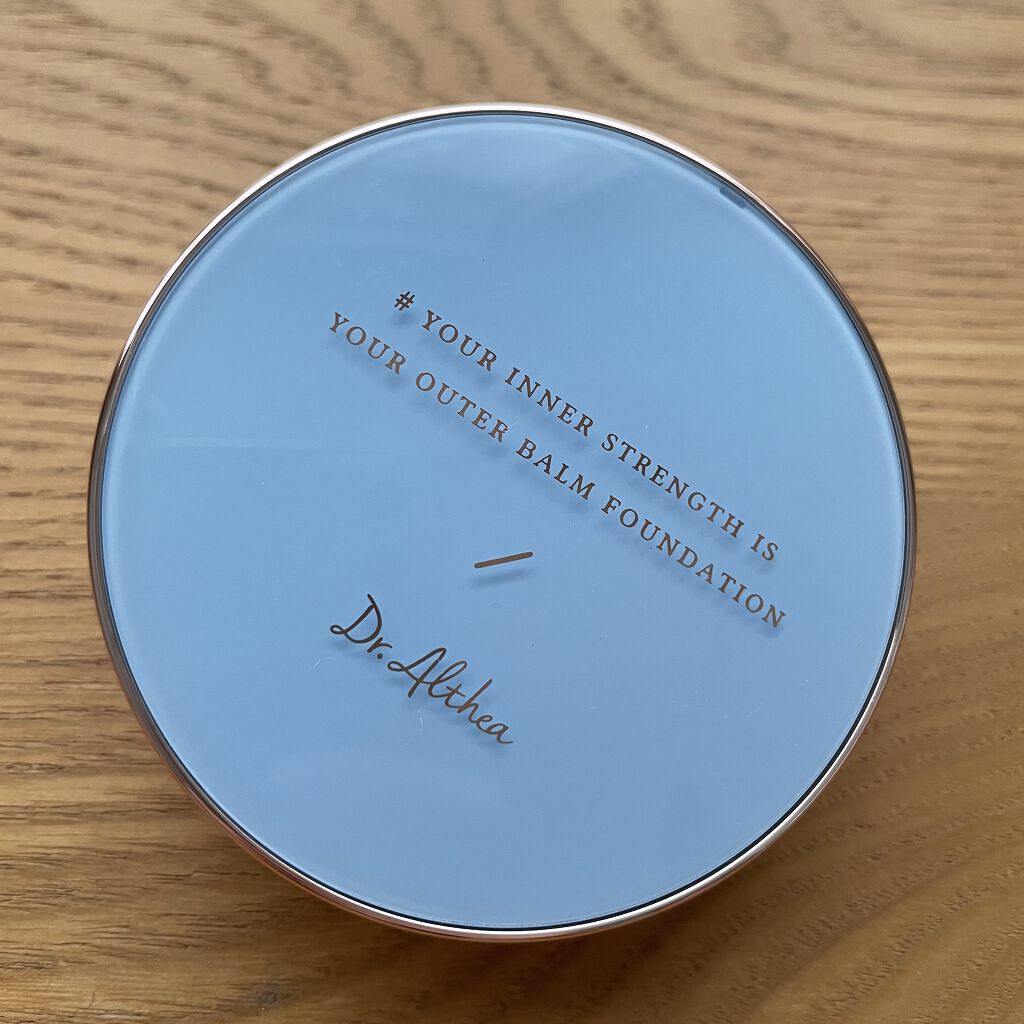 # YOUR INNER STRENGTH IS
YOUR OUTER BALM FOUNDATION
Dr. Althea